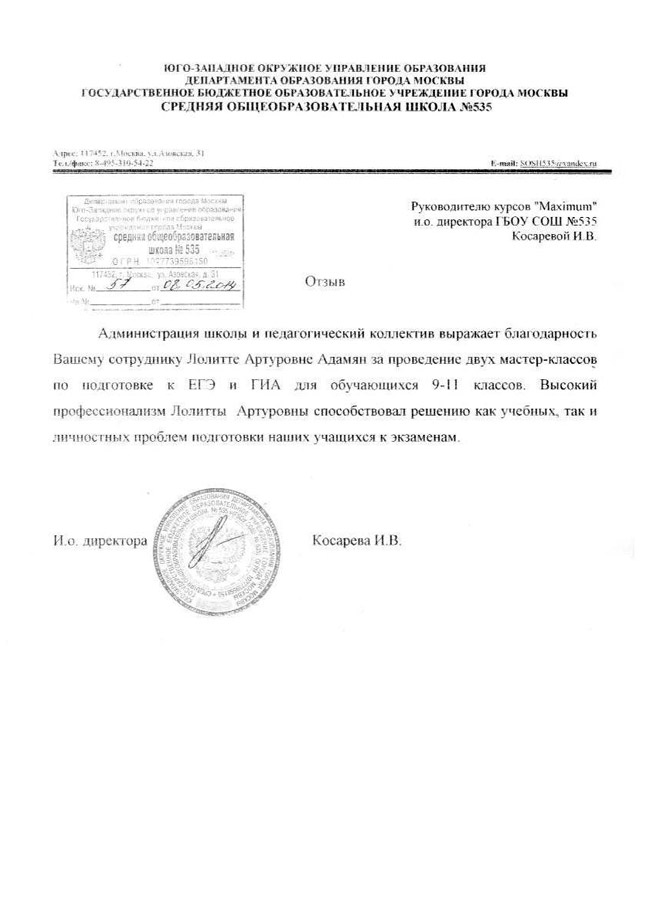 ЮГО-ЗАПАДНОЕ ОКРУЖНОЕ УПРАВЛЕНИЕ ОБРАЗОВАНИЯ
ДЕПАРТАМЕНТА ОБРАЗОВАНИЯ ГОРОДА МОСКВЫ
ГОСУДАРСТВЕННОЕ БЮДЖЕТНОЕ ОБРАЗОВАТЕЛЬНОЕ УЧРЕЖДЕНИЕ ГОРОДА МОСКВЫ
СРЕДНЯЯ ОБЩЕОБРАЗОВАТЕЛЬНАЯ ШКОЛА №535
Адрес: 117452, г.Москва, ул.Азовская, 31
Тел./факс: 8-495-310-54-22 E-mail: SOSH535@yandex.ru
Департамент образования города Москвы
Юго-Западное окружное управление образования
Государственное бюджетное образовательное
учреждение города Москвы
средняя общеобразовательная
школа № 535
ОГРН
117452, г. Москва, ул. Азовская, д. 31
Исх. № 57 от 08.05.2014
на № от
Руководителю курсов "Maximum"
и.о. директора ГБОУ СОШ №535
Косаревой И.В.
Отзыв
Администрация школы и педагогический коллектив выражает благодарность
Вашему сотруднику Лолитте Артуровне Адамян за проведение двух мастер-классов
по подготовке к ЕГЭ и ГИА для обучающихся 9-11 классов. Высокий
профессионализм Лолитты Артуровны способствовал решению как учебных, так и
личностных проблем подготовки наших учащихся к экзаменам.
И.о. директора Косарева И.В.